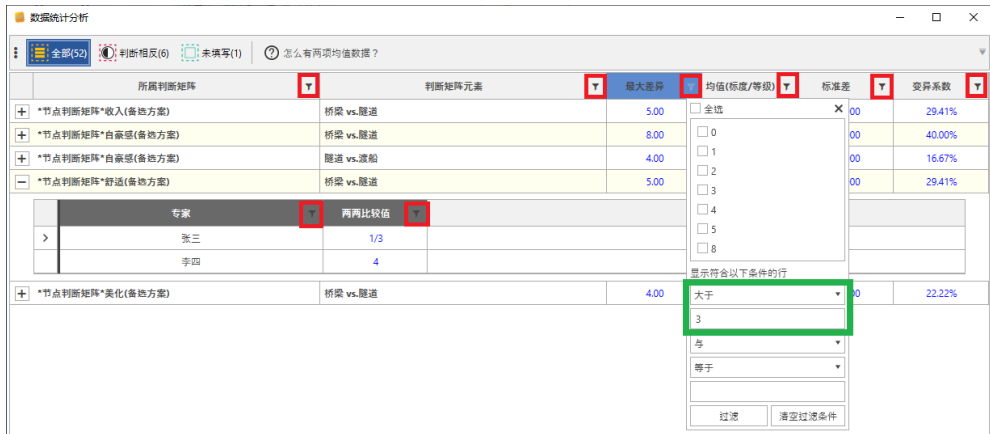 数据统计分析
全部(52) 判断相反(6) 未填写(1) 怎么有两项均值数据？
所属判断矩阵 判断矩阵元素 最大差异 均值(标度/等级) 标准差 变异系数
*节点判断矩阵*收入(备选方案) 桥梁 vs.隧道 5.00 00 29.41%
*节点判断矩阵*自豪感(备选方案) 桥梁 vs.隧道 8.00 00 40.00%
*节点判断矩阵*自豪感(备选方案) 隧道 vs.渡船 4.00 00 16.67%
*节点判断矩阵*舒适(备选方案) 桥梁 vs.隧道 5.00 00 29.41%
专家 两两比较值
张三 1/3
李四 4
*节点判断矩阵*美化(备选方案) 桥梁 vs.隧道 4.00 00 22.22%
全选
0
1
2
3
4
5
8
显示符合以下条件的行
大于
3
与
等于
过滤 清空过滤条件